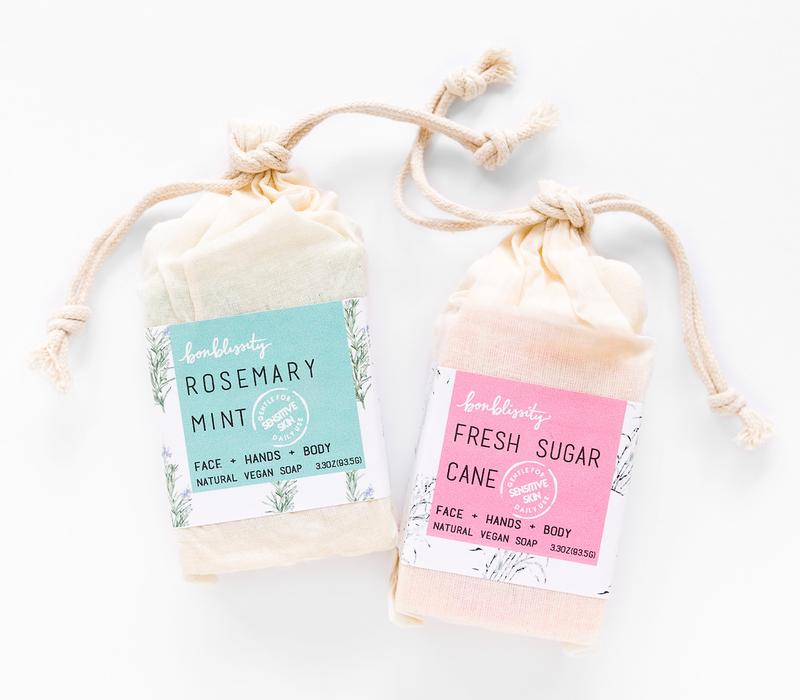 bonblissity
ROSEMARY
MINT
GENTLE FOR
SENSITIVE
SKIN
DAILY USE
FACE + HANDS + BODY
NATURAL VEGAN SOAP 3.3OZ(93.5G)
bonblissity
FRESH SUGAR
CANE
GENTLE FOR
SENSITIVE
SKIN
DAILY USE
FACE + HANDS + BODY
NATURAL VEGAN SOAP 3.3OZ(93.5G)